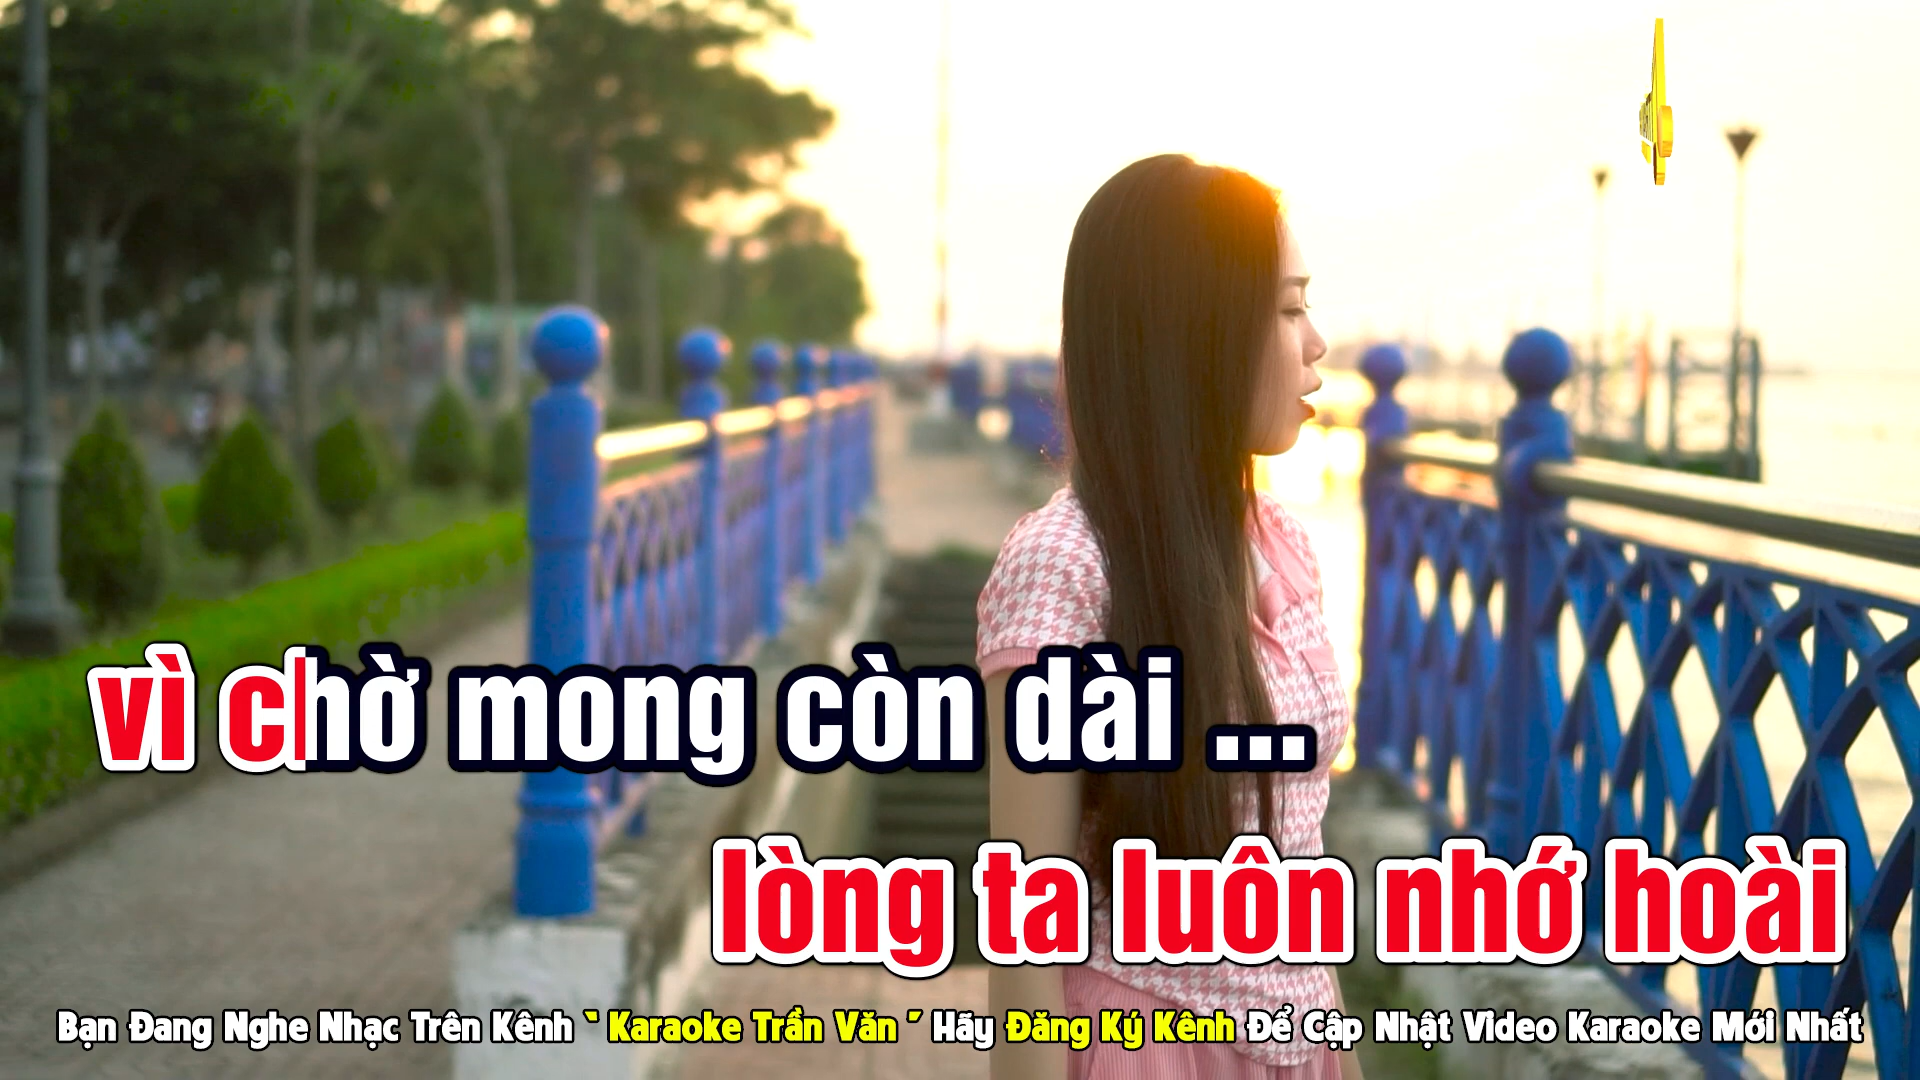 vì chờ mong còn dài ...
lòng ta luôn nhớ hoài
Bạn Đang Nghe Nhạc Trên Kênh ` Karaoke Trần Văn ´ Hãy Đăng Ký Kênh Để Cập Nhật Video Karaoke Mới Nhất